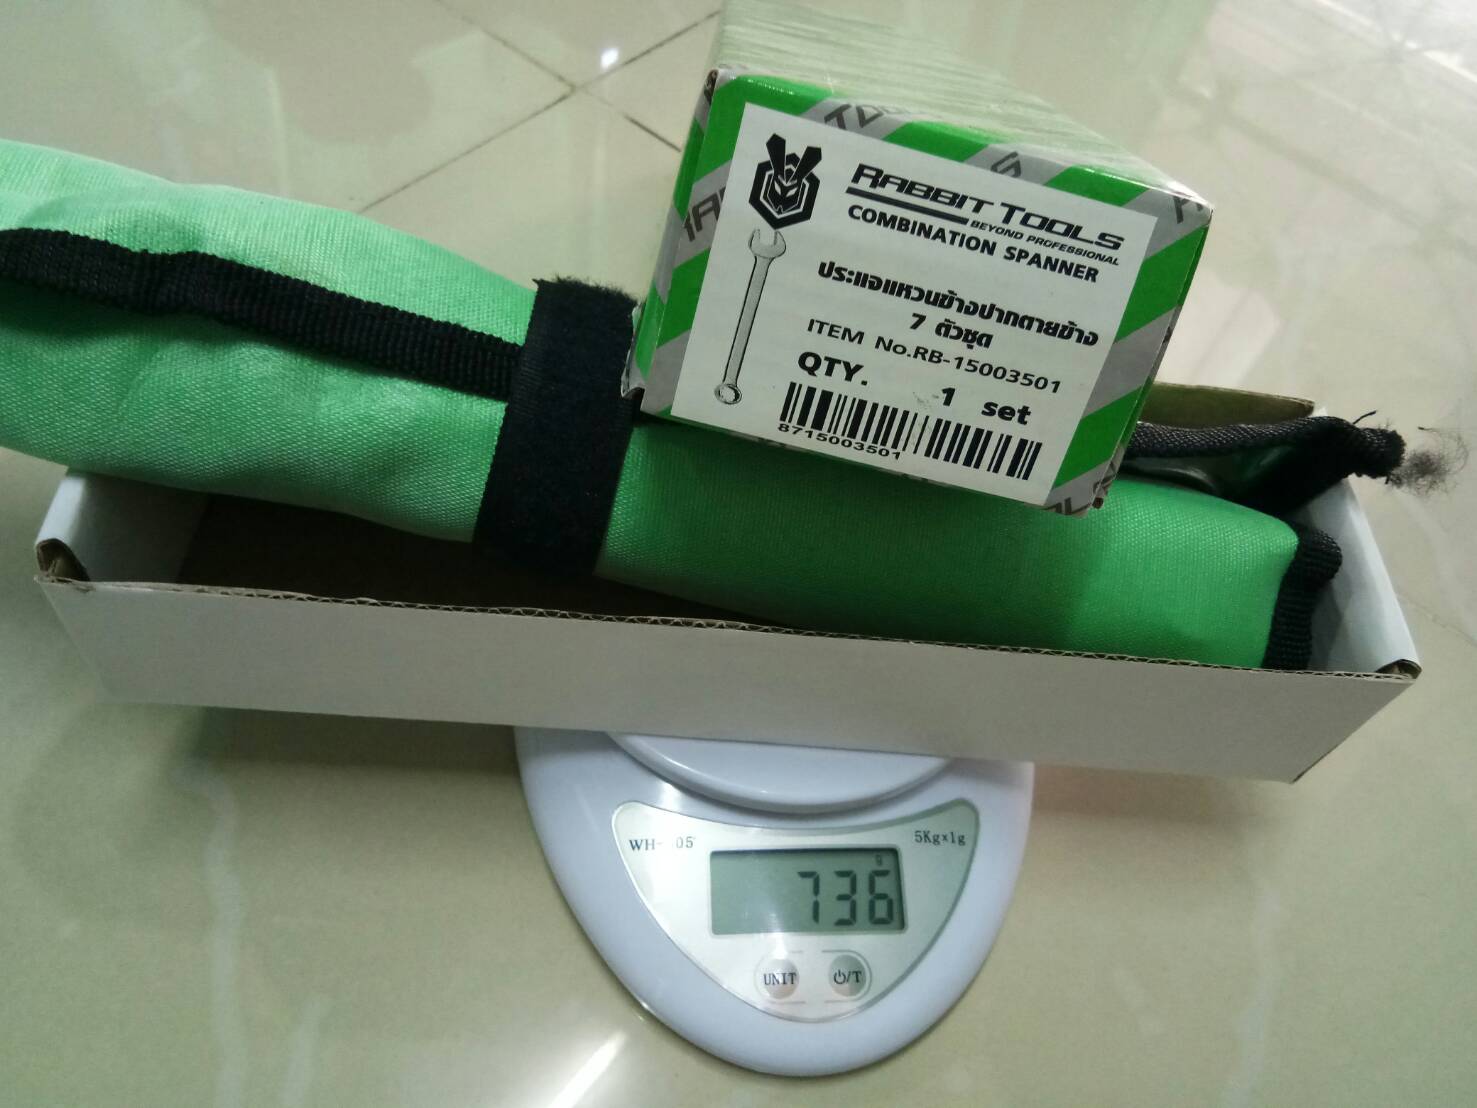 RABBIT TOOLS
BEYOND PROFESSIONAL
COMBINATION SPANNER
ประแจแหวนข้างปากตายข้าง
7 ตัวชุด
ITEM No.RB-15003501
QTY. 1 set
8715003501
5Kg×1g
g
736
UNIT
/T